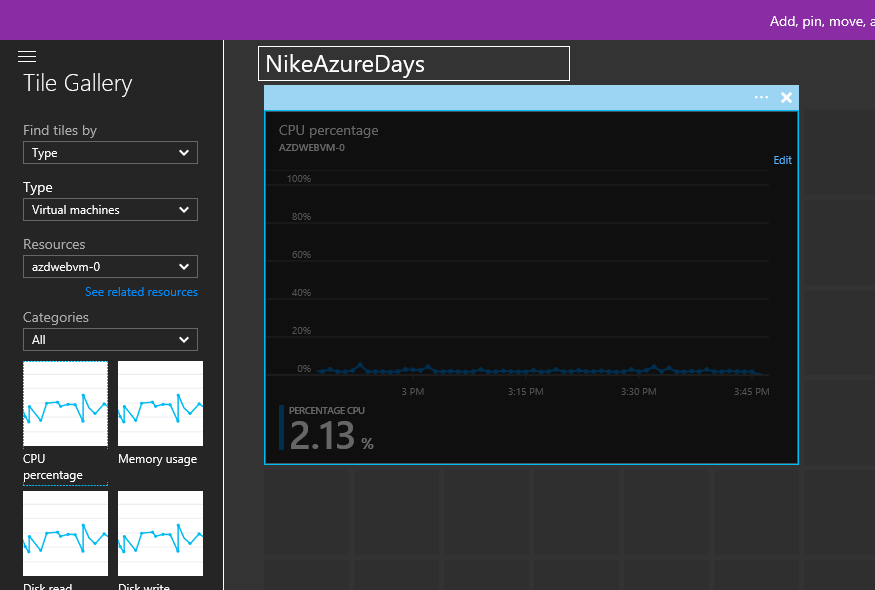 Add, pin, move, a
Tile Gallery
Find tiles by
Type
Type
Virtual machines
Resources
azdwebvm-0
See related resources
Categories
All
CPU
percentage
Memory usage
Disk read
Disk write
NikeAzureDays
CPU percentage
AZDWEBVM-0
Edit
100%
80%
60%
40%
20%
0%
3 PM
3:15 PM
3:30 PM
3:45 PM
PERCENTAGE CPU
2.13 %